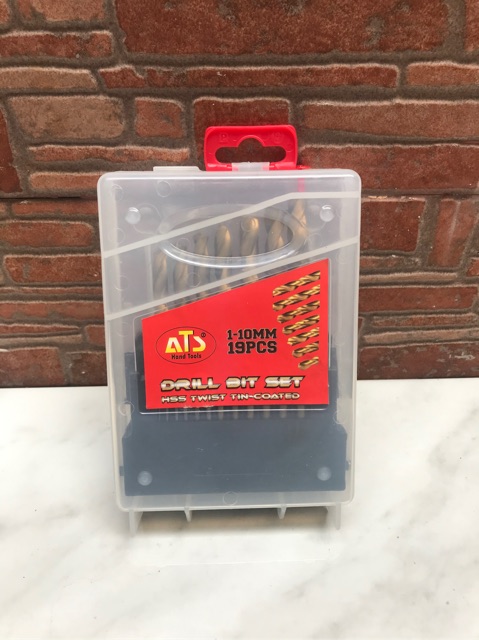 ATS
Hand Tools
1-10MM
19PCS
DRILL BIT SET
HSS TWIST TIN-COATED